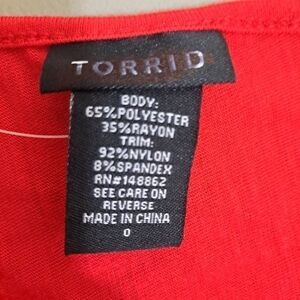 TORRID
BODY:
65%POLYESTER
35%RAYON
TRIM:
92%NYLON
8%SPANDEX
RN#148862
SEE CARE ON
REVERSE
MADE IN CHINA
0